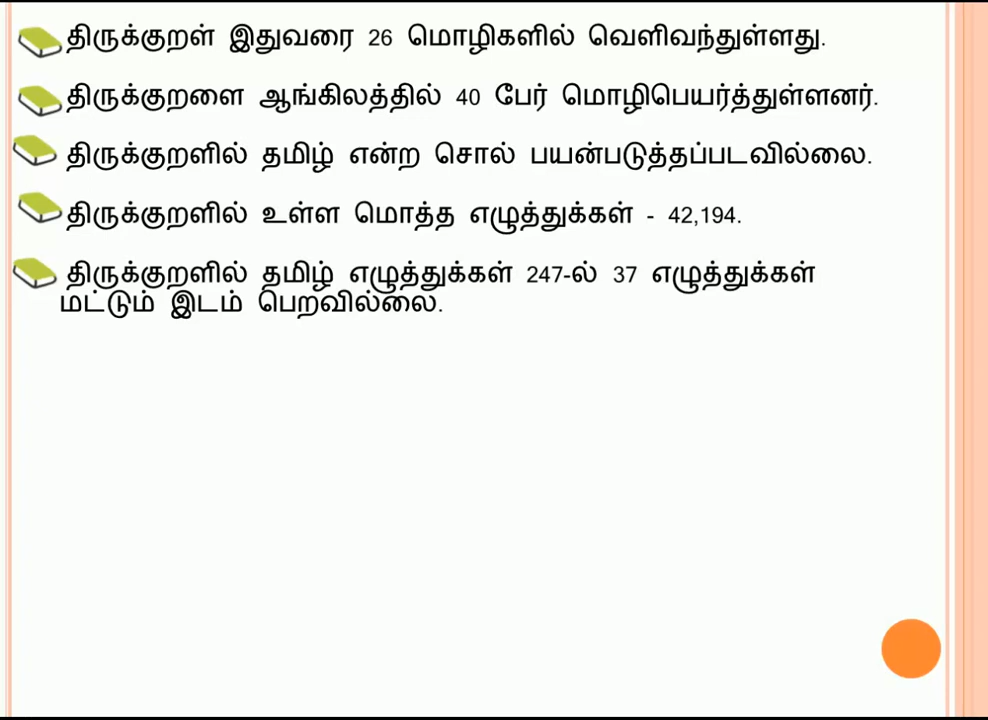 திருக்குறள் இதுவரை 26 மொழிகளில் வெளிவந்துள்ளது.
திருக்குறளை ஆங்கிலத்தில் 40 பேர் மொழிபெயர்த்துள்ளனர்.
திருக்குறளில் தமிழ் என்ற சொல் பயன்படுத்தப்படவில்லை.
திருக்குறளில் உள்ள மொத்த எழுத்துக்கள் - 42,194.
திருக்குறளில் தமிழ் எழுத்துக்கள் 247-ல் 37 எழுத்துக்கள்
மட்டும் இடம் பெறவில்லை.